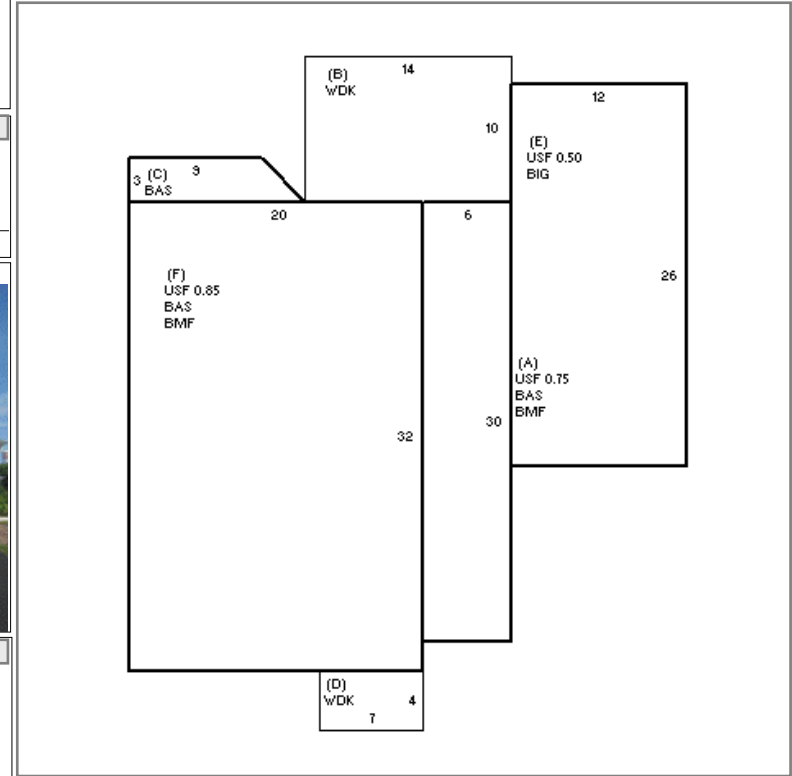 (B)
WDK
14
10
12
(E)
USF 0.50
BIG
26
3
(C)
BAS
9
20
6
(F)
USF 0.85
BAS
BMF
(A)
USF 0.75
BAS
BMF
30
32
(D)
WDK
4
7